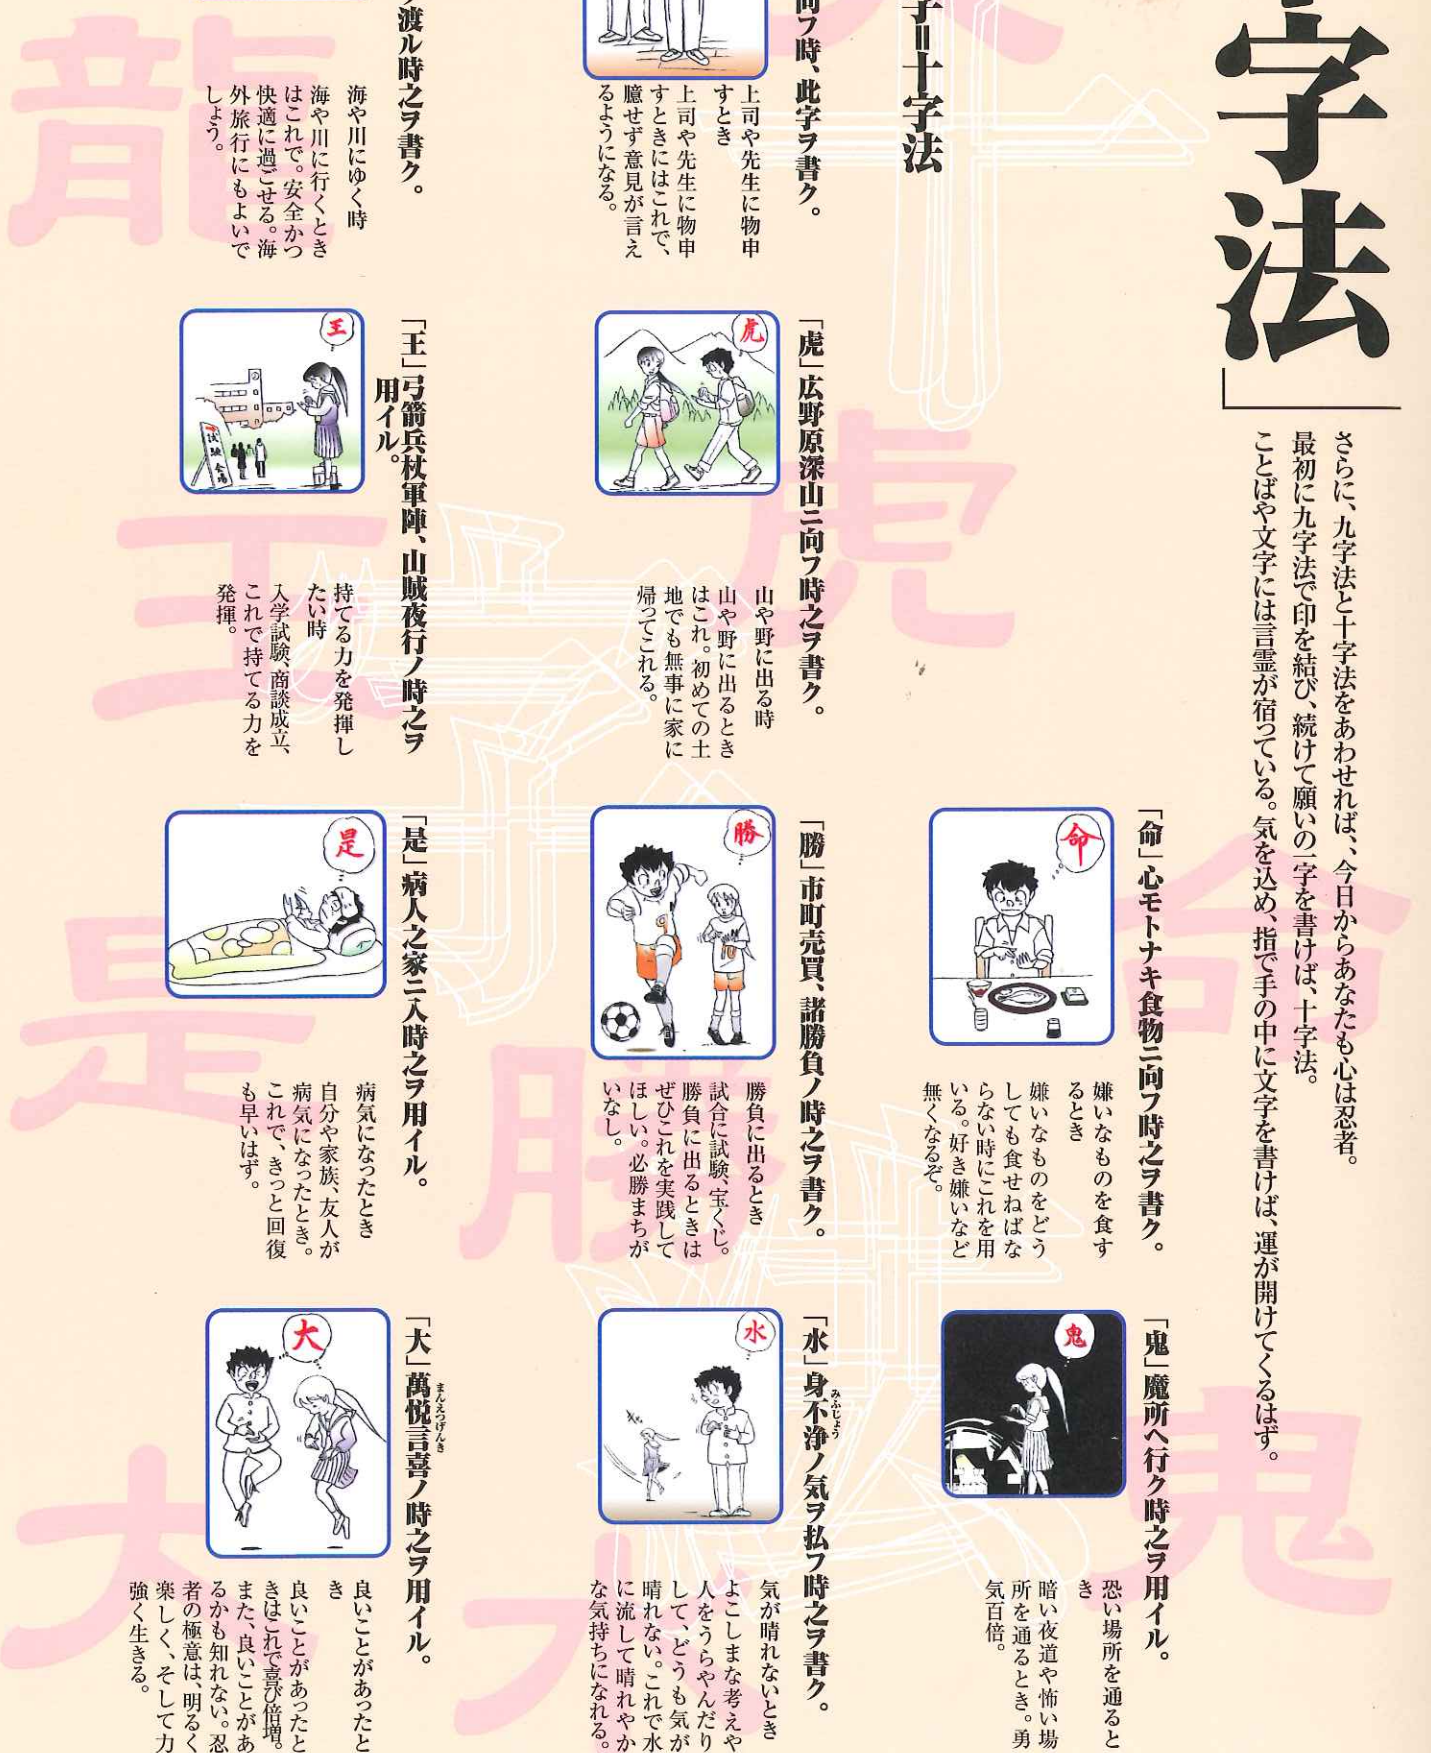 字法」
さらに、九字法と十字法をあわせれば、、今日からあなたも心は忍者。
最初に九字法で印を結び、続けて願いの一字を書けば、十字法。
ことばや文字には言霊が宿っている。気を込め、指で手の中に文字を書けば、運が開けてくるはず。
字=十字法
「命」心モトナキ食物ニ向フ時之ヲ書ク。
命
嫌いなものを食す
るとき
嫌いなものをどう
しても食せねばな
らない時にこれを用
いる。好き嫌いなど
無くなるぞ。
「鬼」魔所へ行ク時之ヲ用イル。
鬼
恐い場所を通ると
き
暗い夜道や怖い場
所を通るとき。勇
気百倍。
向フ時、此字ヲ書ク。
上司や先生に物申
すとき
上司や先生に物申
すときにはこれで、
臆せず意見が言え
るようになる。
「虎」広野原深山ニ向フ時之ヲ書ク。
虎
山や野に出る時
山や野に出るとき
はこれ。初めての土
地でも無事に家に
帰ってこれる。
「勝」市町売買、諸勝負ノ時之ヲ書ク。
勝
勝負に出るとき
試合に試験、宝くじ。
勝負に出るときは
ぜひこれを実践して
ほしい。必勝まちが
いなし。
「水」身不浄ノ気ヲ払フ時之ヲ書ク。
みふじょう
水
気が晴れないとき
よこしまな考えや
人をうらやんだり
して、どうも気が
晴れない。これで水
に流して晴れやか
な気持ちになれる。
渡ル時之ヲ書ク。
海や川にゆく時
海や川に行くとき
はこれで。安全かつ
快適に過ごせる。海
外旅行にもよいで
しょう。
「王」弓箭兵杖軍陣、山賊夜行ノ時之ヲ
用イル。
王
試験会場
持てる力を発揮し
たい時
入学試験、商談成立、
これで持てる力を
発揮。
「是」病人之家ニ入時之ヲ用イル。
是
病気になったとき
自分や家族、友人が
病気になったとき。
これで、きっと回復
も早いはず。
「大」萬悦言喜ノ時之ヲ用イル。
まんえつげんき
大
良いことがあったと
き
良いことがあったと
きはこれで喜び倍増。
また、良いことがあ
るかも知れない。忍
者の極意は、明るく
楽しく、そして力
強く生きる。
龍
虎
王
命
勝
是
鬼
水
大